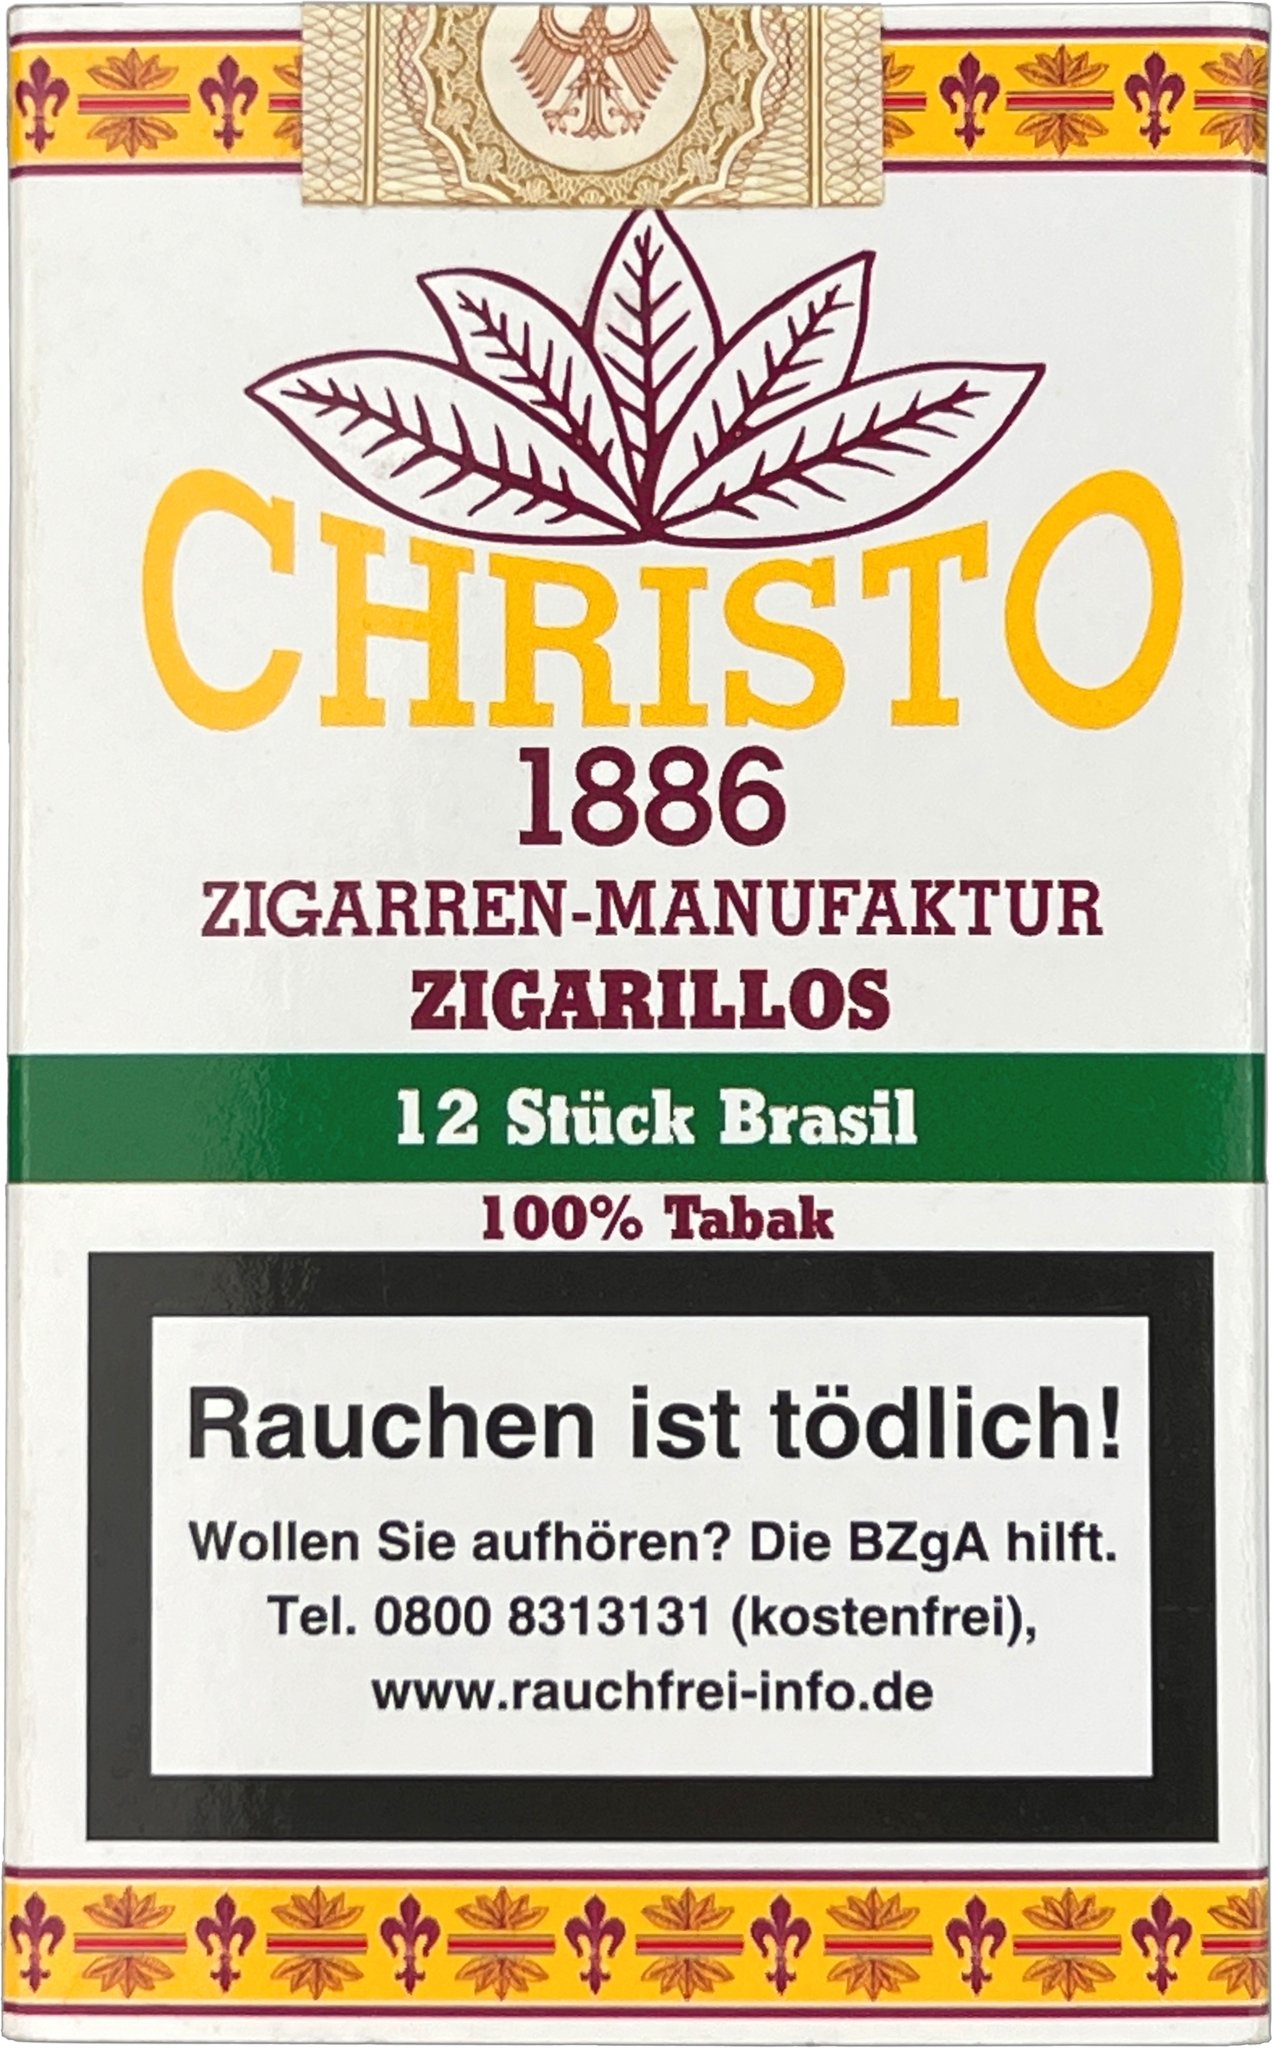 CHRISTO
1886
ZIGARREN-MANUFAKTUR
ZIGARILLOS
12 Stück Brasil
100% Tabak
Rauchen ist tödlich!
Wollen Sie aufhören? Die BZgA hilft.
Tel. 0800 8313131 (kostenfrei),
www.rauchfrei-info.de